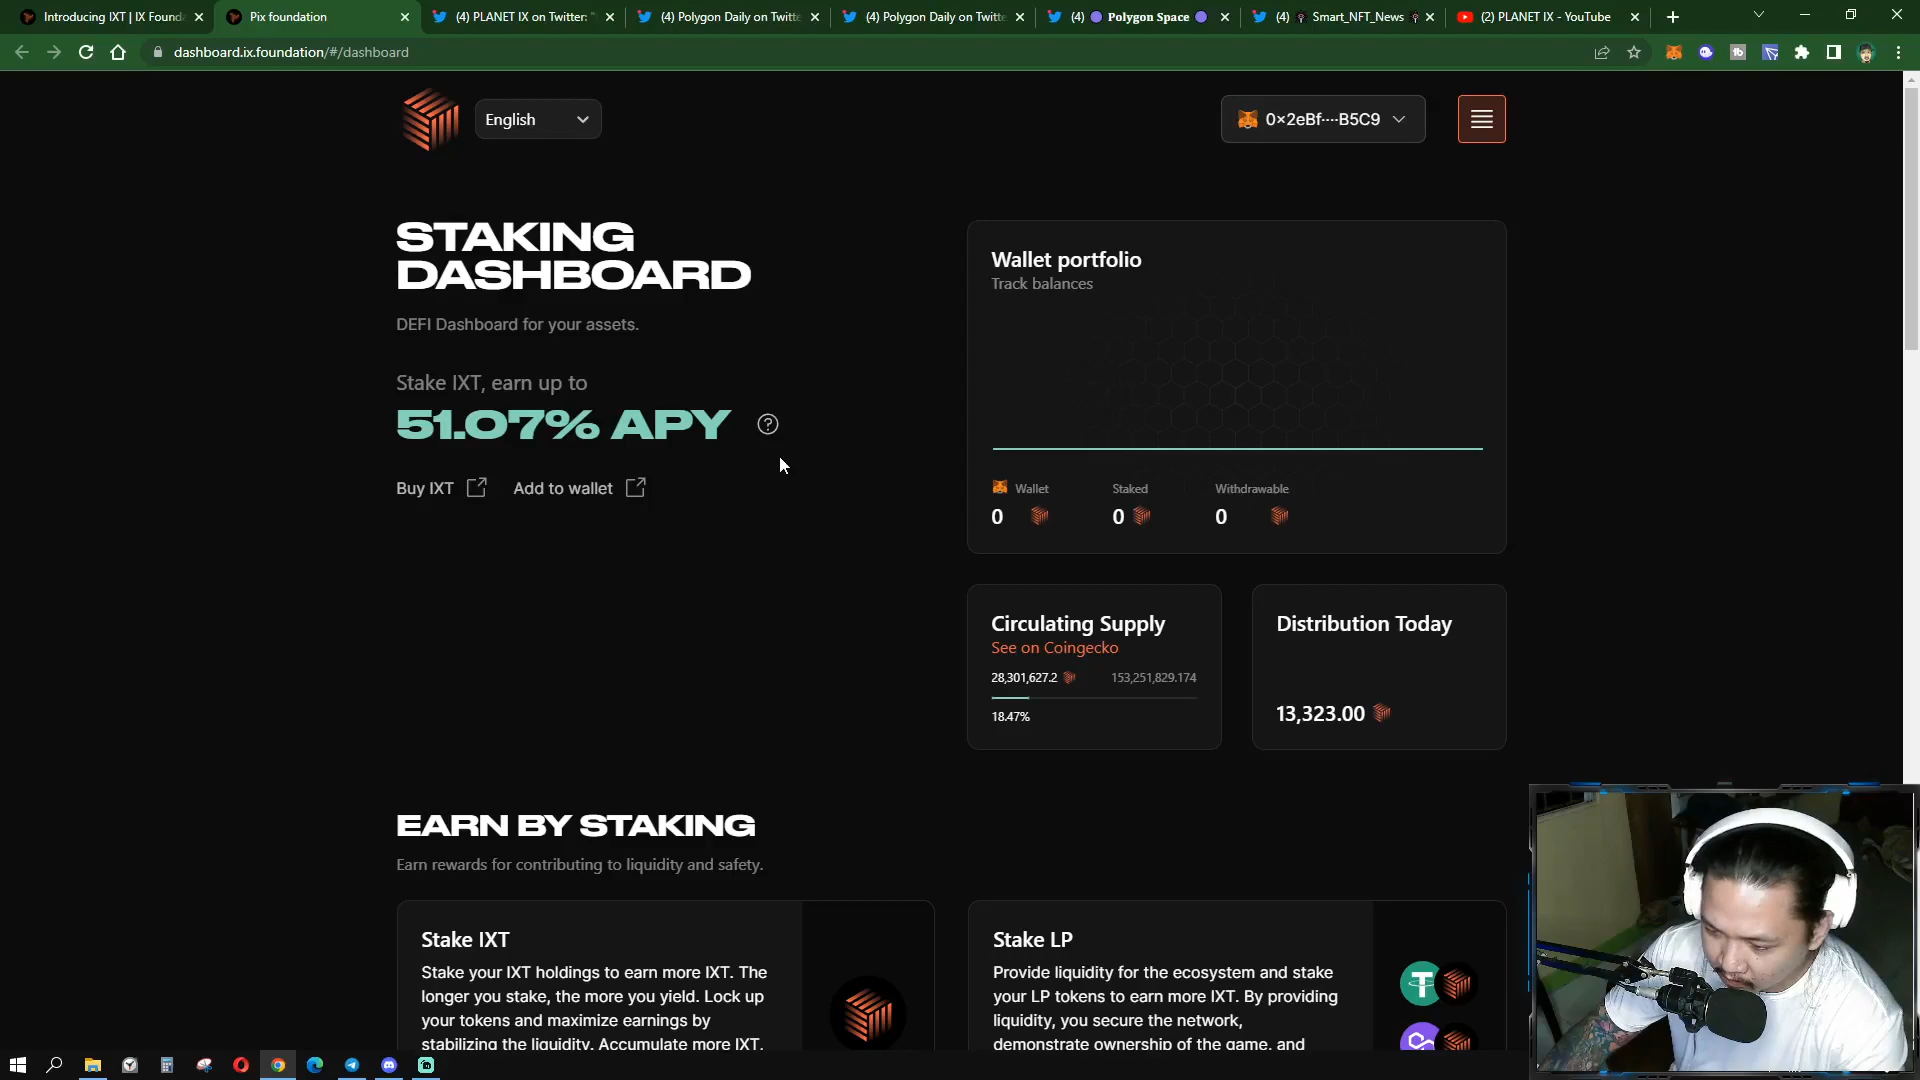 Introducing IXT | IX Founda
Pix foundation
(4) PLANET IX on Twitter: "
(4) Polygon Daily on Twitte
(4) Polygon Daily on Twitte
(4) 🟣 Polygon Space 🟣
(4) Smart_NFT_News
(2) PLANET IX - YouTube
dashboard.ix.foundation/#/dashboard
English
0×2eBf····B5C9
STAKING
DASHBOARD
DEFI Dashboard for your assets.
Stake IXT, earn up to
51.07% APY
?
Buy IXT
Add to wallet
Wallet portfolio
Track balances
Wallet
Staked
Withdrawable
0
0
0
Circulating Supply
See on Coingecko
28,301,627.2
153,251,829.174
18.47%
Distribution Today
13,323.00
EARN BY STAKING
Earn rewards for contributing to liquidity and safety.
Stake IXT
Stake your IXT holdings to earn more IXT. The
longer you stake, the more you yield. Lock up
your tokens and maximize earnings by
stabilizing the liquidity. Accumulate more IXT.
Stake LP
Provide liquidity for the ecosystem and stake
your LP tokens to earn more IXT. By providing
liquidity, you secure the network,
demonstrate ownership of the game, and